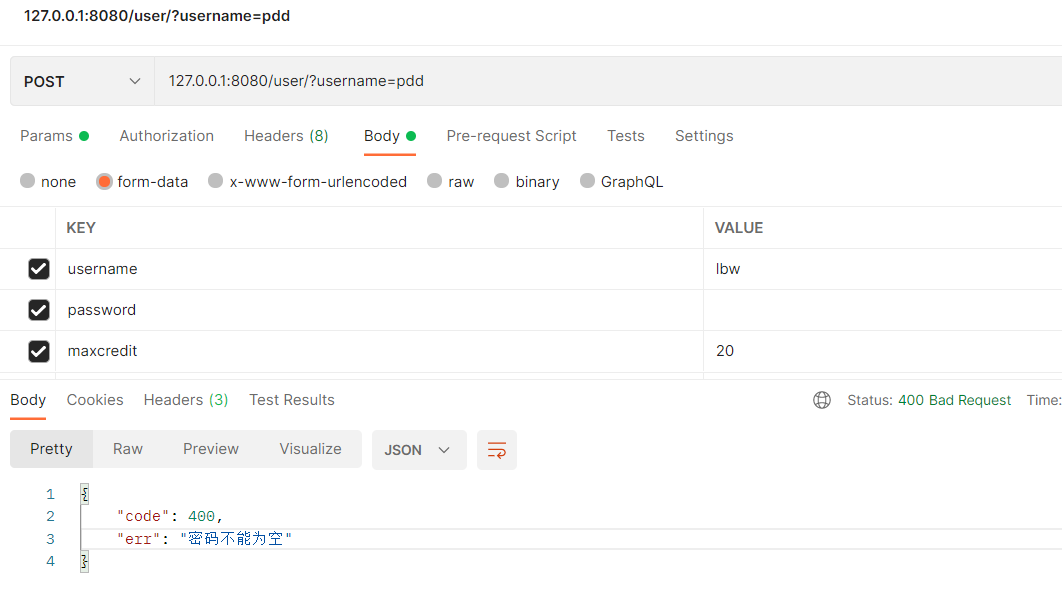 127.0.0.1:8080/user/?username=pdd
POST 127.0.0.1:8080/user/?username=pdd
Params Authorization Headers (8) Body Pre-request Script Tests Settings
none form-data x-www-form-urlencoded raw binary GraphQL
KEY VALUE
username lbw
password
maxcredit 20
Body Cookies Headers (3) Test Results Status: 400 Bad Request Time:
Pretty Raw Preview Visualize JSON
1 {
2 "code": 400,
3 "err": "密码不能为空"
4 }